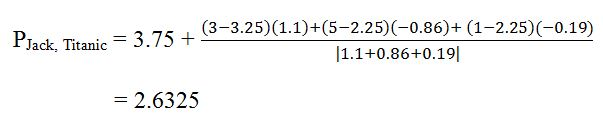 P_Jack, Titanic = 3.75 + \frac{(3−3.25)(1.1)+(5−2.25)(−0.86)+ (1−2.25)(−0.19)}{|1.1+0.86+0.19|}
= 2.6325